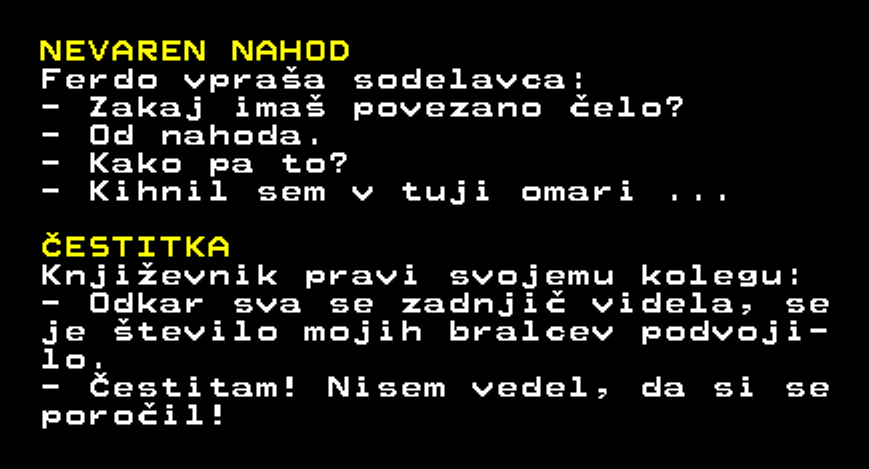 NEVAREN NAHOD
Ferdo vpraša sodelavca:
- Zakaj imaš povezano čelo?
- Od nahoda.
- Kako pa to?
- Kihnil sem v tuji omari ...
ČESTITKA
Književnik pravi svojemu kolegu:
- Odkar sva se zadnjič videla, se
je število mojih bralcev podvoji-
lo.
- Čestitam! Nisem vedel, da si se
poročil!